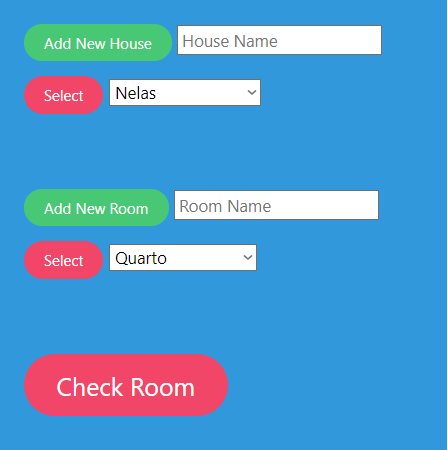 Add New House House Name
Select Nelas
Add New Room Room Name
Select Quarto
Check Room